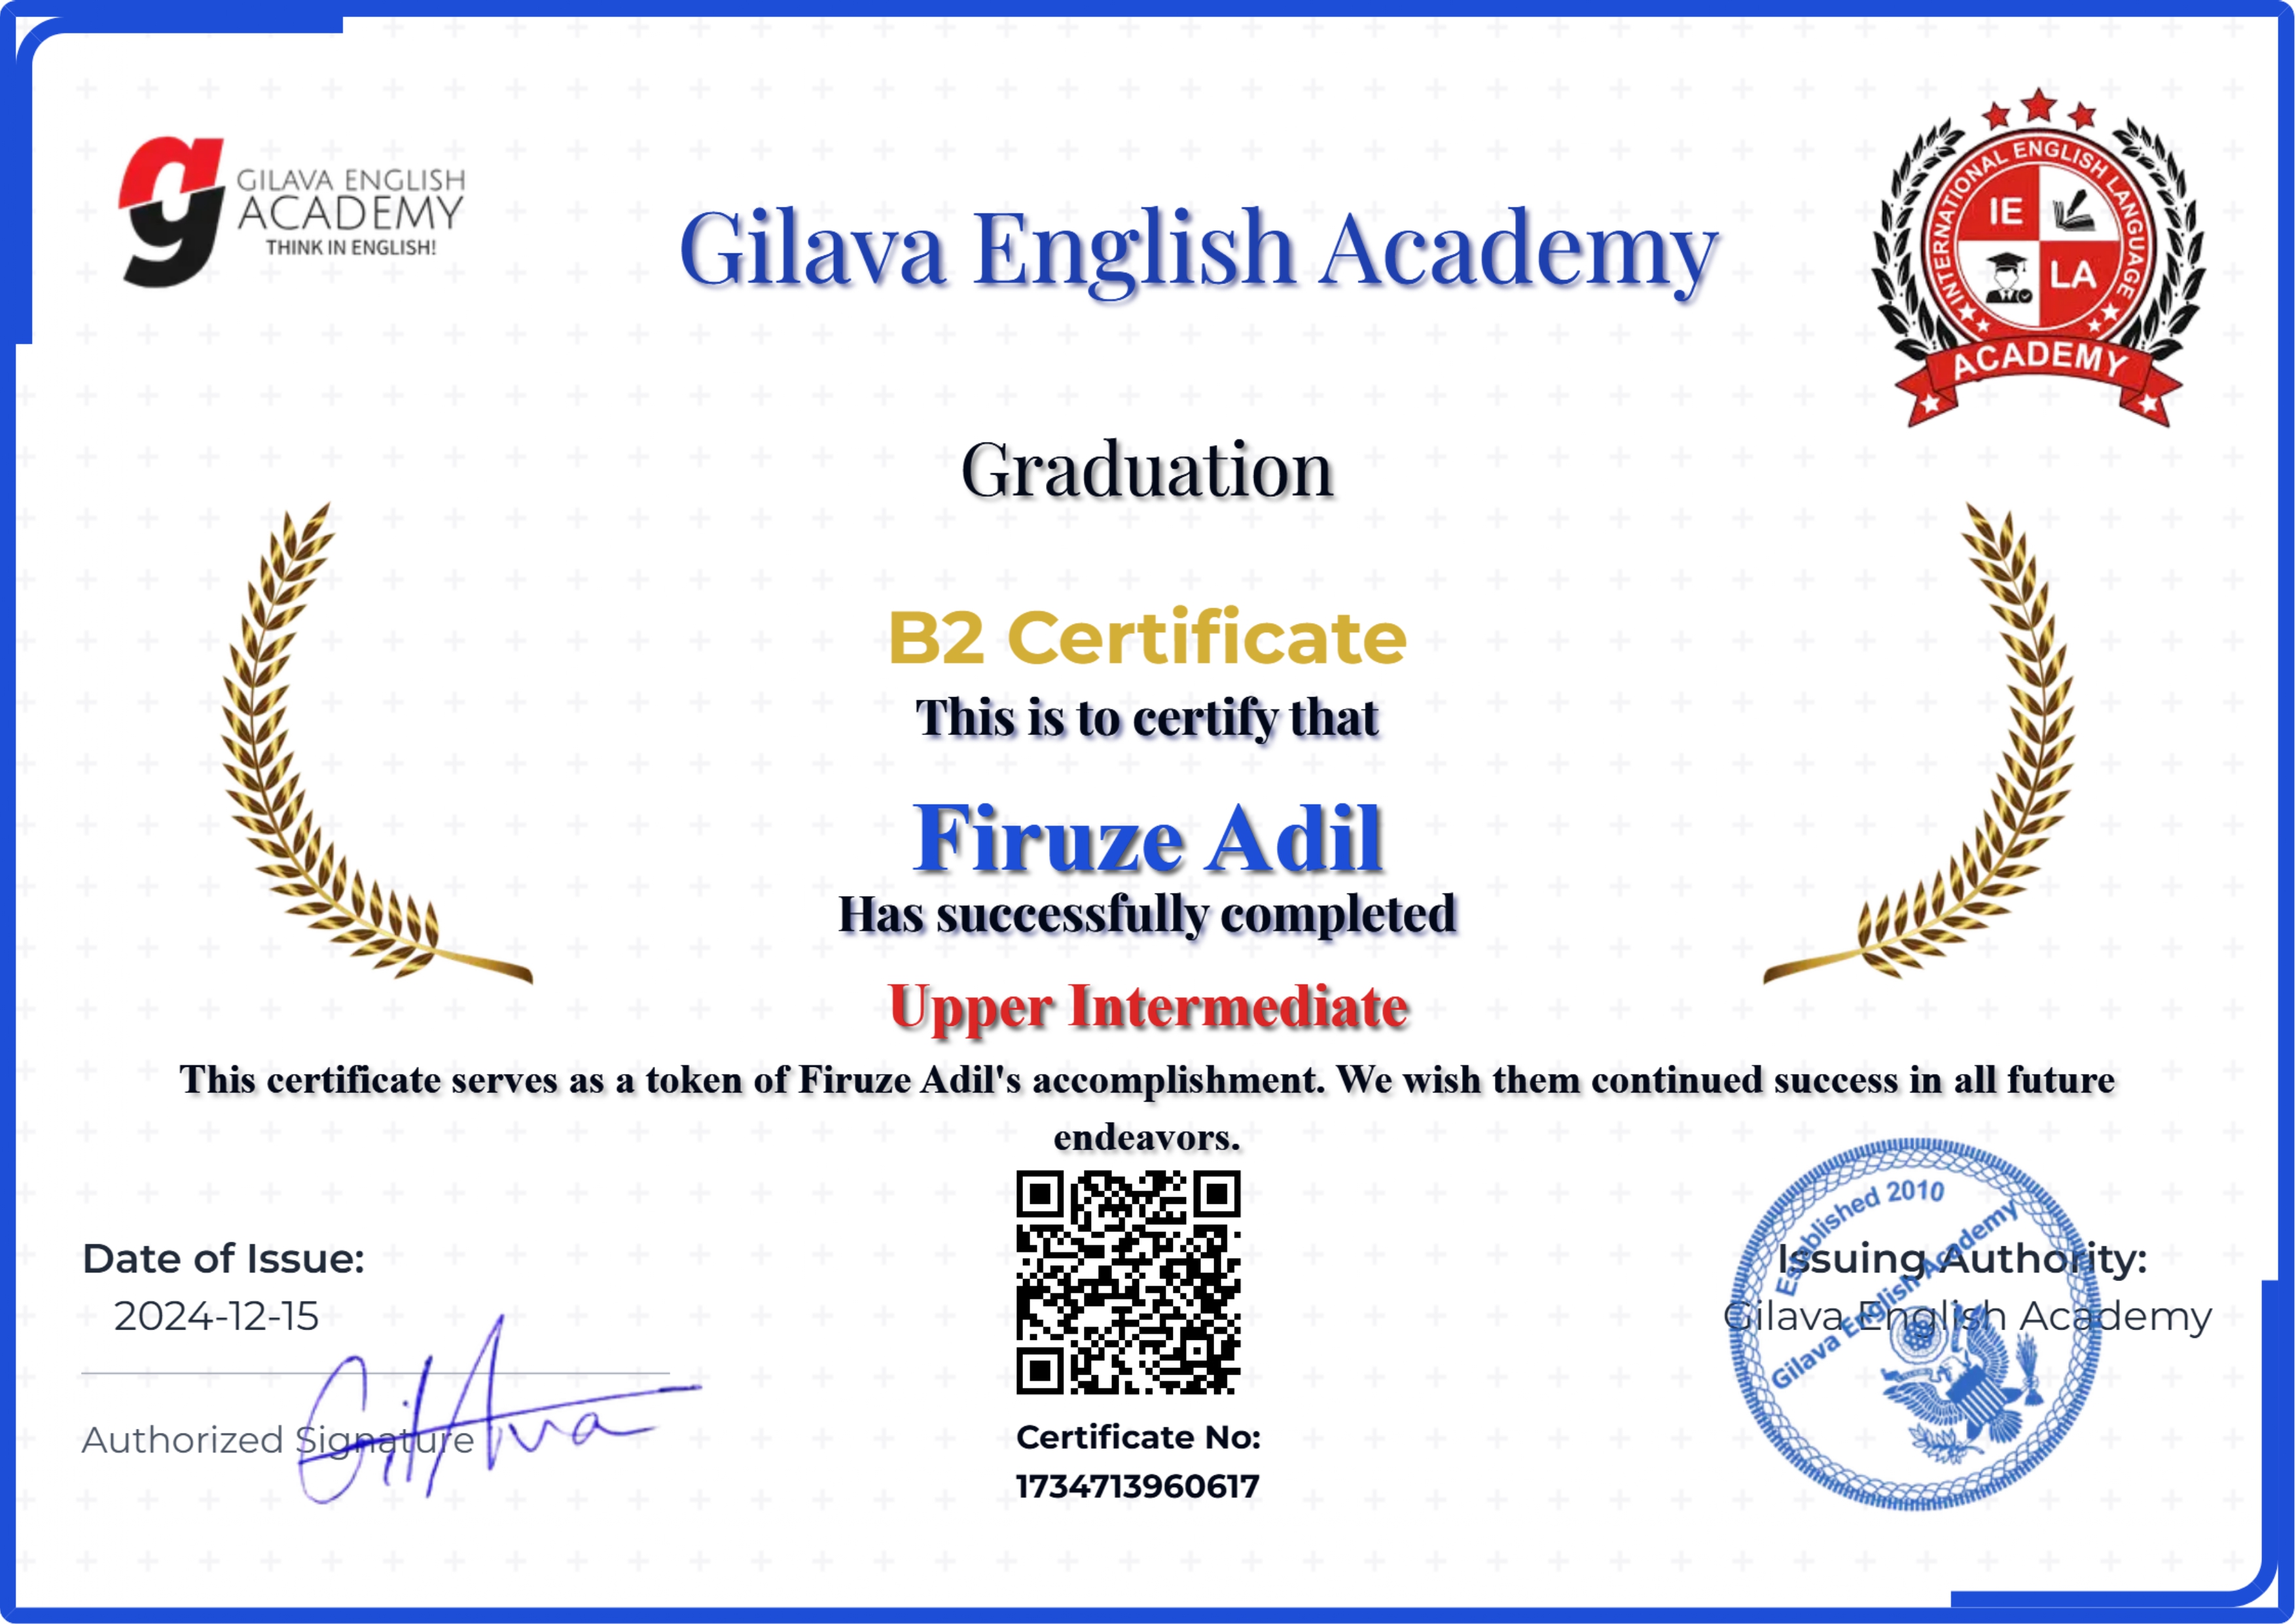 GILAVA ENGLISH
ACADEMY
THINK IN ENGLISH!
Gilava English Academy
INTERNATIONAL ENGLISH LANGUAGE
IE
LA
ACADEMY
Graduation
B2 Certificate
This is to certify that
Firuze Adil
Has successfully completed
Upper Intermediate
This certificate serves as a token of Firuze Adil's accomplishment. We wish them continued success in all future
endeavors.
Date of Issue:
2024-12-15
Authorized Signature
GilAva
Certificate No:
1734713960617
Established 2010
Gilava English Academy
Issuing Authority:
Gilava English Academy